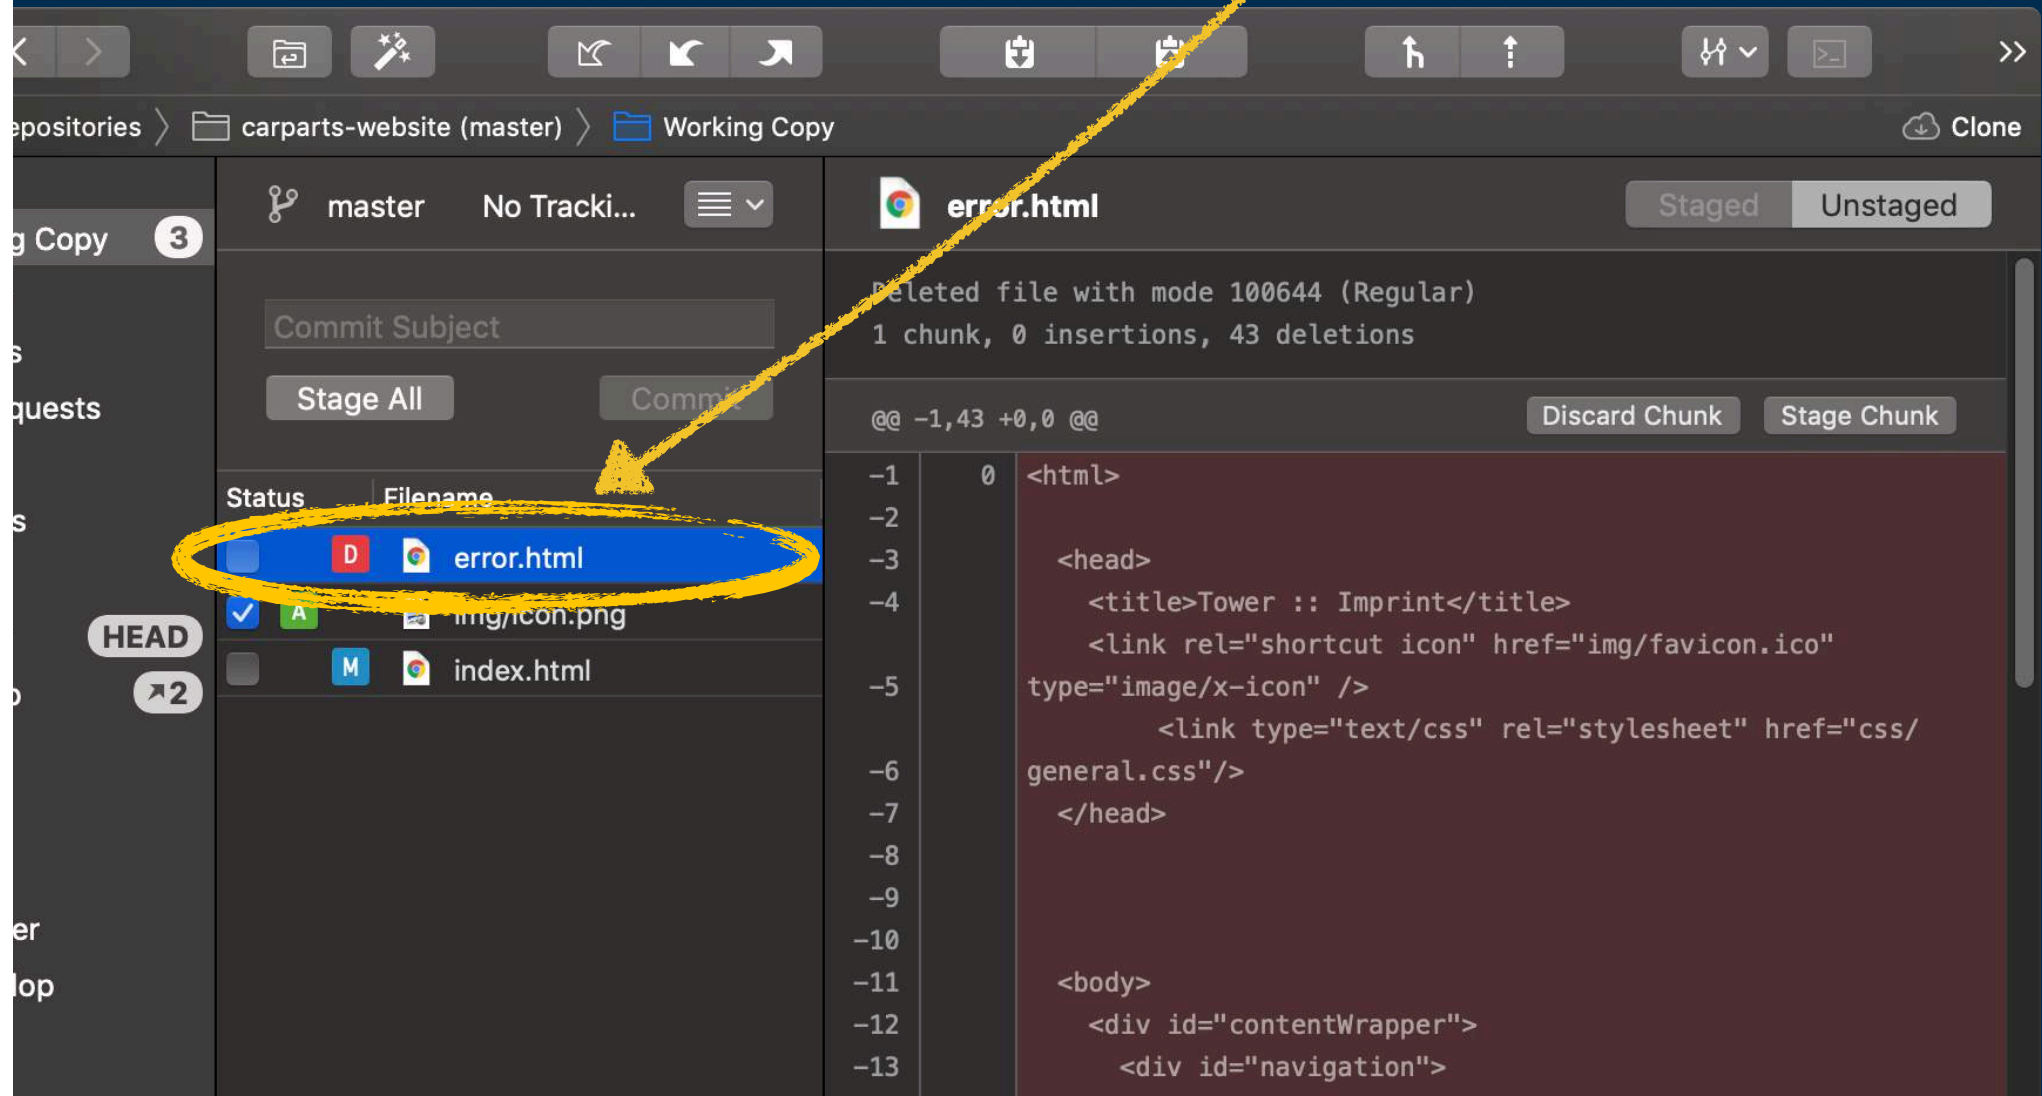 epositories carparts-website (master) Working Copy Clone
g Copy 3
s
quests
s
HEAD
2
er
lop
master No Tracki...
Commit Subject
Stage All Commit
Status Filename
D error.html
A img/icon.png
M index.html
error.html Staged Unstaged
Deleted file with mode 100644 (Regular)
1 chunk, 0 insertions, 43 deletions
@@ -1,43 +0,0 @@ Discard Chunk Stage Chunk
-1 0 <html>
-2
-3 <head>
-4 <title>Tower :: Imprint</title>
<link rel="shortcut icon" href="img/favicon.ico"
-5 type="image/x-icon" />
<link type="text/css" rel="stylesheet" href="css/
-6 general.css"/>
-7 </head>
-8
-9
-10
-11 <body>
-12 <div id="contentWrapper">
-13 <div id="navigation">